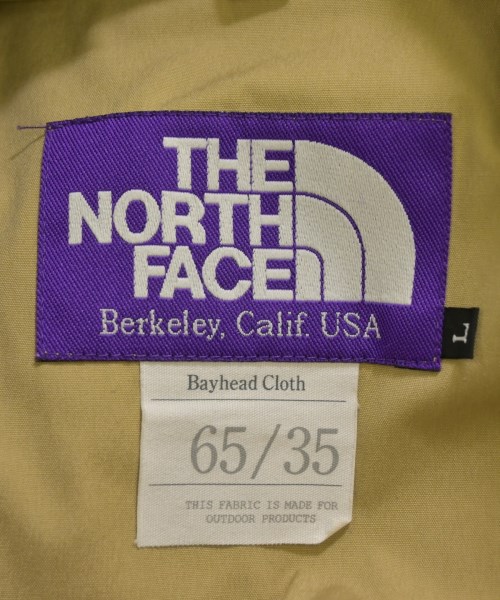 THE
NORTH
FACE
Berkeley, Calif. USA
L
Bayhead Cloth
65/35
THIS FABRIC IS MADE FOR
OUTDOOR PRODUCTS